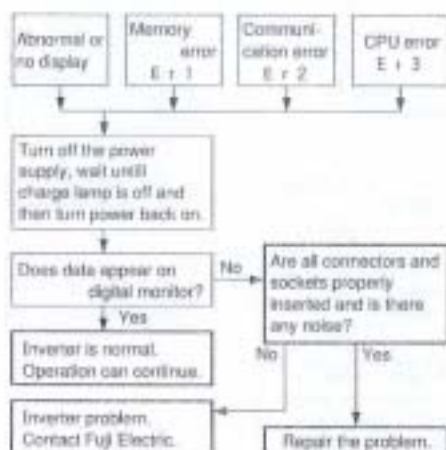 Abnormal or
no display
Memory
error
E r 1
Communi-
cation error
E r 2
CPU error
E r 3
Turn off the power
supply, wait untill
charge lamp is off and
then turn power back on.
Does data appear on
digital monitor?
No
Are all connectors and
sockets properly
inserted and is there
any noise?
Yes
Inverter is normal.
Operation can continue.
No
Yes
Inverter problem.
Contact Fuji Electric.
Repair the problem.